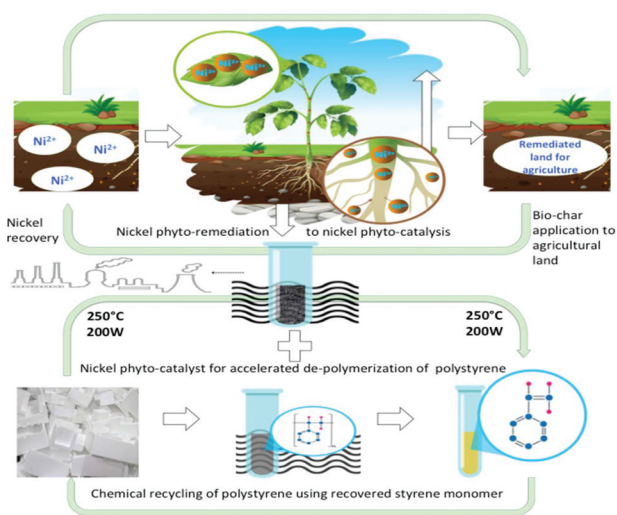 Ni2+
Ni2+
Ni2+
Ni2+
Ni2+
Ni2+
Ni2+
Remediated
land for
agriculture
Nickel
recovery
Nickel phyto-remediation to nickel phyto-catalysis
Bio-char
application to
agricultural
land
250°C
200W
250°C
200W
Nickel phyto-catalyst for accelerated de-polymerization of polystyrene
Chemical recycling of polystyrene using recovered styrene monomer